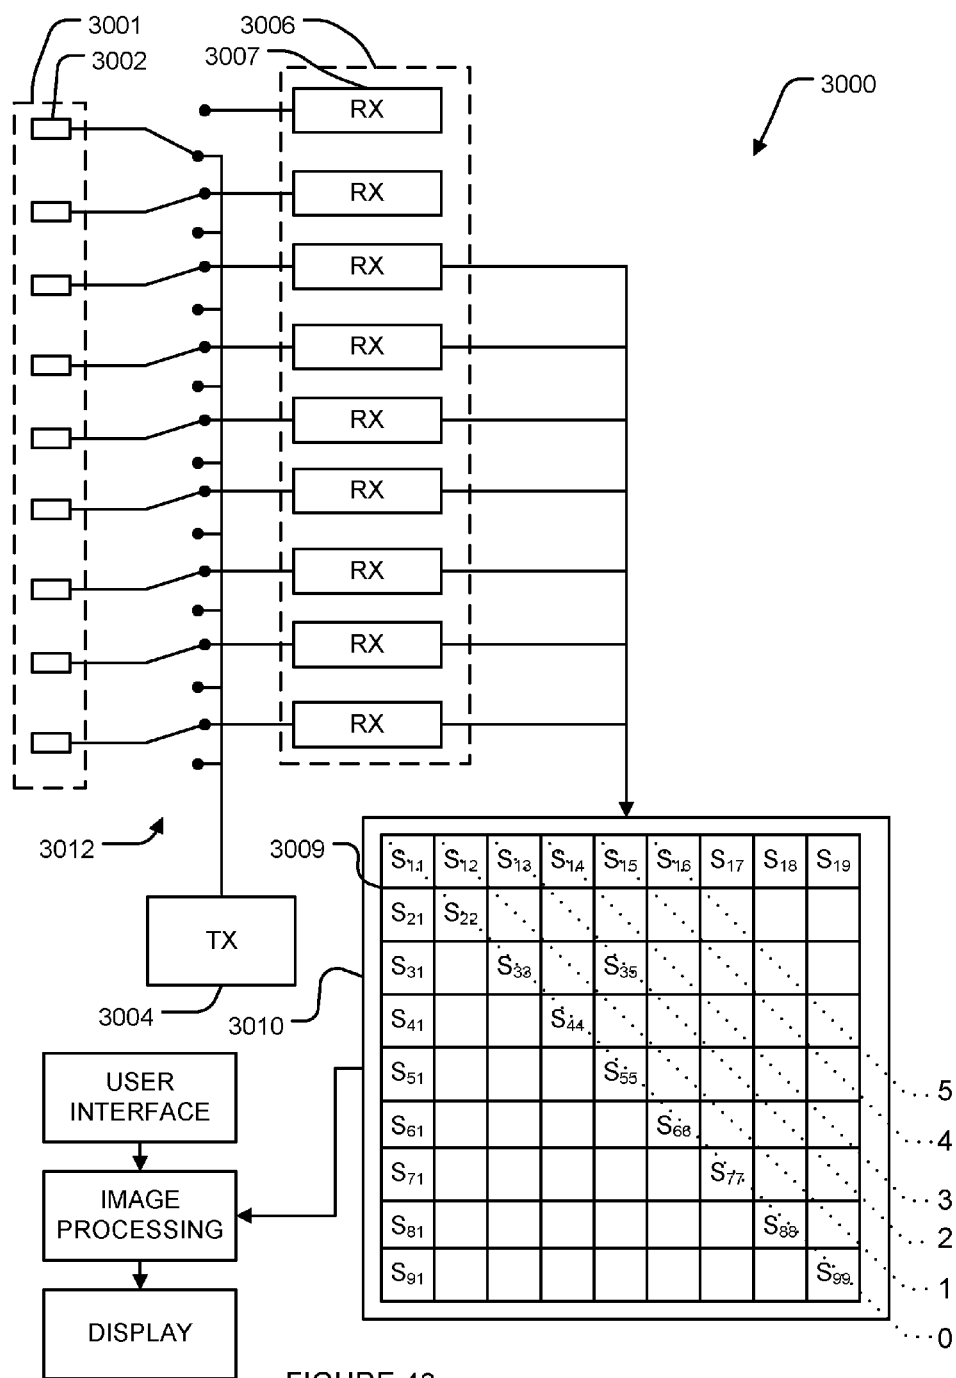 3001
3002
3006
3007
3000
RX
RX
RX
RX
RX
RX
RX
RX
RX
3012
TX
3004
3009
3010
S11 S12 S13 S14 S15 S16 S17 S18 S19
S21 S22
S31 S33 S35
S41 S44
S51 S55
S61 S66
S71 S77
S81 S88
S91 S99
5
4
3
2
1
0
USER
INTERFACE
IMAGE
PROCESSING
DISPLAY